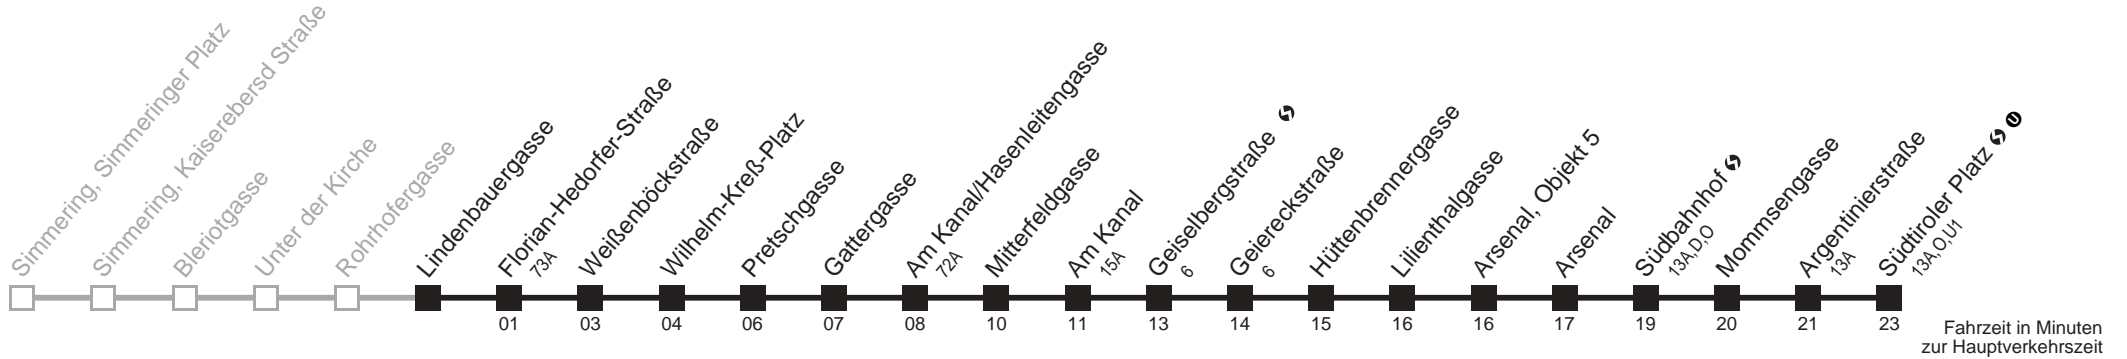 Simmering, Simmeringer Platz
Simmering, Kaiserebersd Straße
Bleriotgasse
Unter der Kirche
Rohrhofergasse
Lindenbauergasse
Florian-Hedorfer-Straße
73A
Weißenböckstraße
Wilhelm-Kreß-Platz
Pretschgasse
Gattergasse
Am Kanal/Hasenleitengasse
72A
Mitterfeldgasse
Am Kanal
15A
Geiselbergstraße
6
Geiereckstraße
6
Hüttenbrennergasse
Lilienthalgasse
Arsenal, Objekt 5
Arsenal
Südbahnhof
13A,D,O
Mommsengasse
Argentinierstraße
13A
Südtiroler Platz U
13A,O,U1
01 03 04 06 07 08 10 11 13 14 15 16 16 17 19 20 21 23
Fahrzeit in Minuten
zur Hauptverkehrszeit